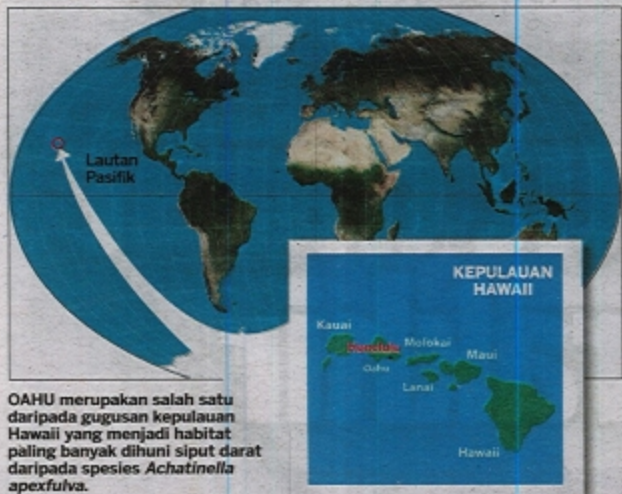 Lautan
Pasifik
KEPULAUAN
HAWAII
Kauai
Honolulu
Molokai
Oahu
Maui
Lanai
Hawaii
OAHU merupakan salah satu
daripada gugusan kepulauan
Hawaii yang menjadi habitat
paling banyak dihuni siput darat
daripada spesies Achatinella
apexfulva.